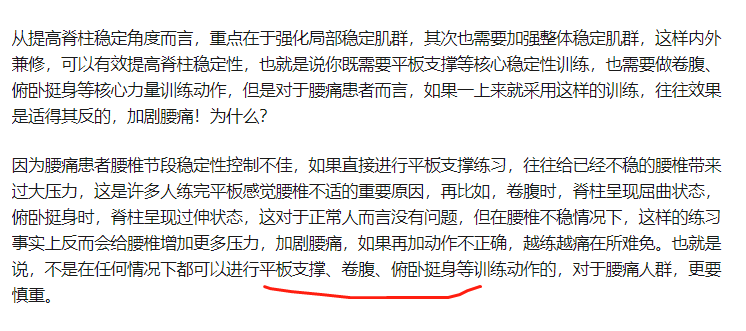 从提高脊柱稳定角度而言，重点在于强化局部稳定肌群，其次也需要加强整体稳定肌群，这样内外
兼修，可以有效提高脊柱稳定性，也就是说你既需要平板支撑等核心稳定性训练，也需要做卷腹、
俯卧挺身等核心力量训练动作，但是对于腰痛患者而言，如果一上来就采用这样的训练，往往效果
是适得其反的，加剧腰痛！为什么？
因为腰痛患者腰椎节段稳定性控制不佳，如果直接进行平板支撑练习，往往给已经不稳的腰椎带来
过大压力，这是许多人练完平板感觉腰椎不适的重要原因，再比如，卷腹时，脊柱呈现屈曲状态，
俯卧挺身时，脊柱呈现过伸状态，这对于正常人而言没有问题，但在腰椎不稳情况下，这样的练习
事实上反而会给腰椎增加更多压力，加剧腰痛，如果再加动作不正确，越练越痛在所难免。也就是
说，不是在任何情况下都可以进行平板支撑、卷腹、俯卧挺身等训练动作的，对于腰痛人群，更要
慎重。